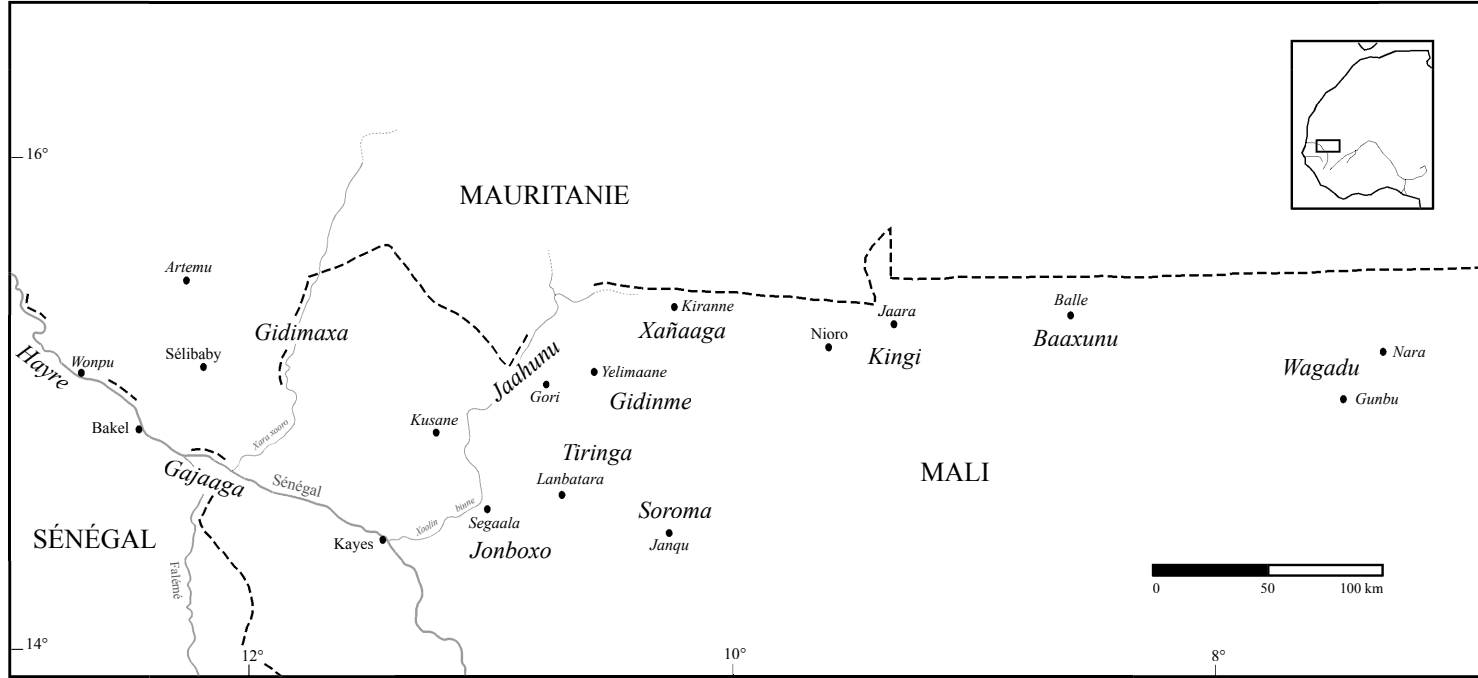 16°
MAURITANIE
Artemu
Gidimaxa
Kiranne
Xañaaga
Jaara
Balle
Nioro
Kingi
Baaxunu
Hayre
Wonpu
Sélibaby
Jaahunu
Yelimaane
Gori
Gidinme
Wagadu
Nara
Gunbu
Bakel
Xara xooro
Kusane
Gajaaga
Sénégal
Tiringa
Lanbatara
MALI
SÉNÉGAL
Falémé
Kayes
Xoolin binne
Segaala
Jonboxo
Soroma
Janqu
0 50 100 km
14°
12° 10° 8°